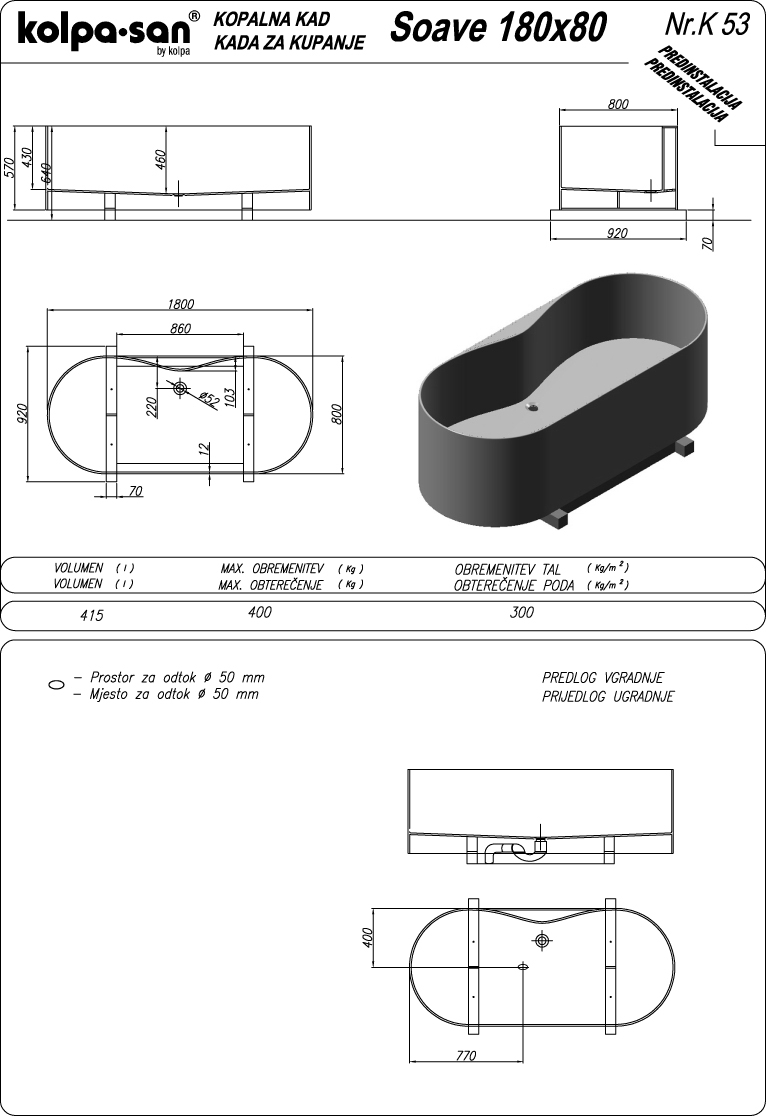 kolpa·san®
by kolpa
KOPALNA KAD
KADA ZA KUPANJE
Soave 180x80
Nr.K 53
PREDINSTALACIJA
PREDINSTALACIJA
570
430
640
460
800
920
70
1800
860
920
220
ø52
103
800
12
70
VOLUMEN ( l ) MAX. OBREMENITEV ( Kg ) OBREMENITEV TAL ( Kg/m² )
VOLUMEN ( l ) MAX. OBTEREČENJE ( Kg ) OBTEREČENJE PODA ( Kg/m² )
415 400 300
- Prostor za odtok ø 50 mm
- Mjesto za odtok ø 50 mm
PREDLOG VGRADNJE
PRIJEDLOG UGRADNJE
400
770